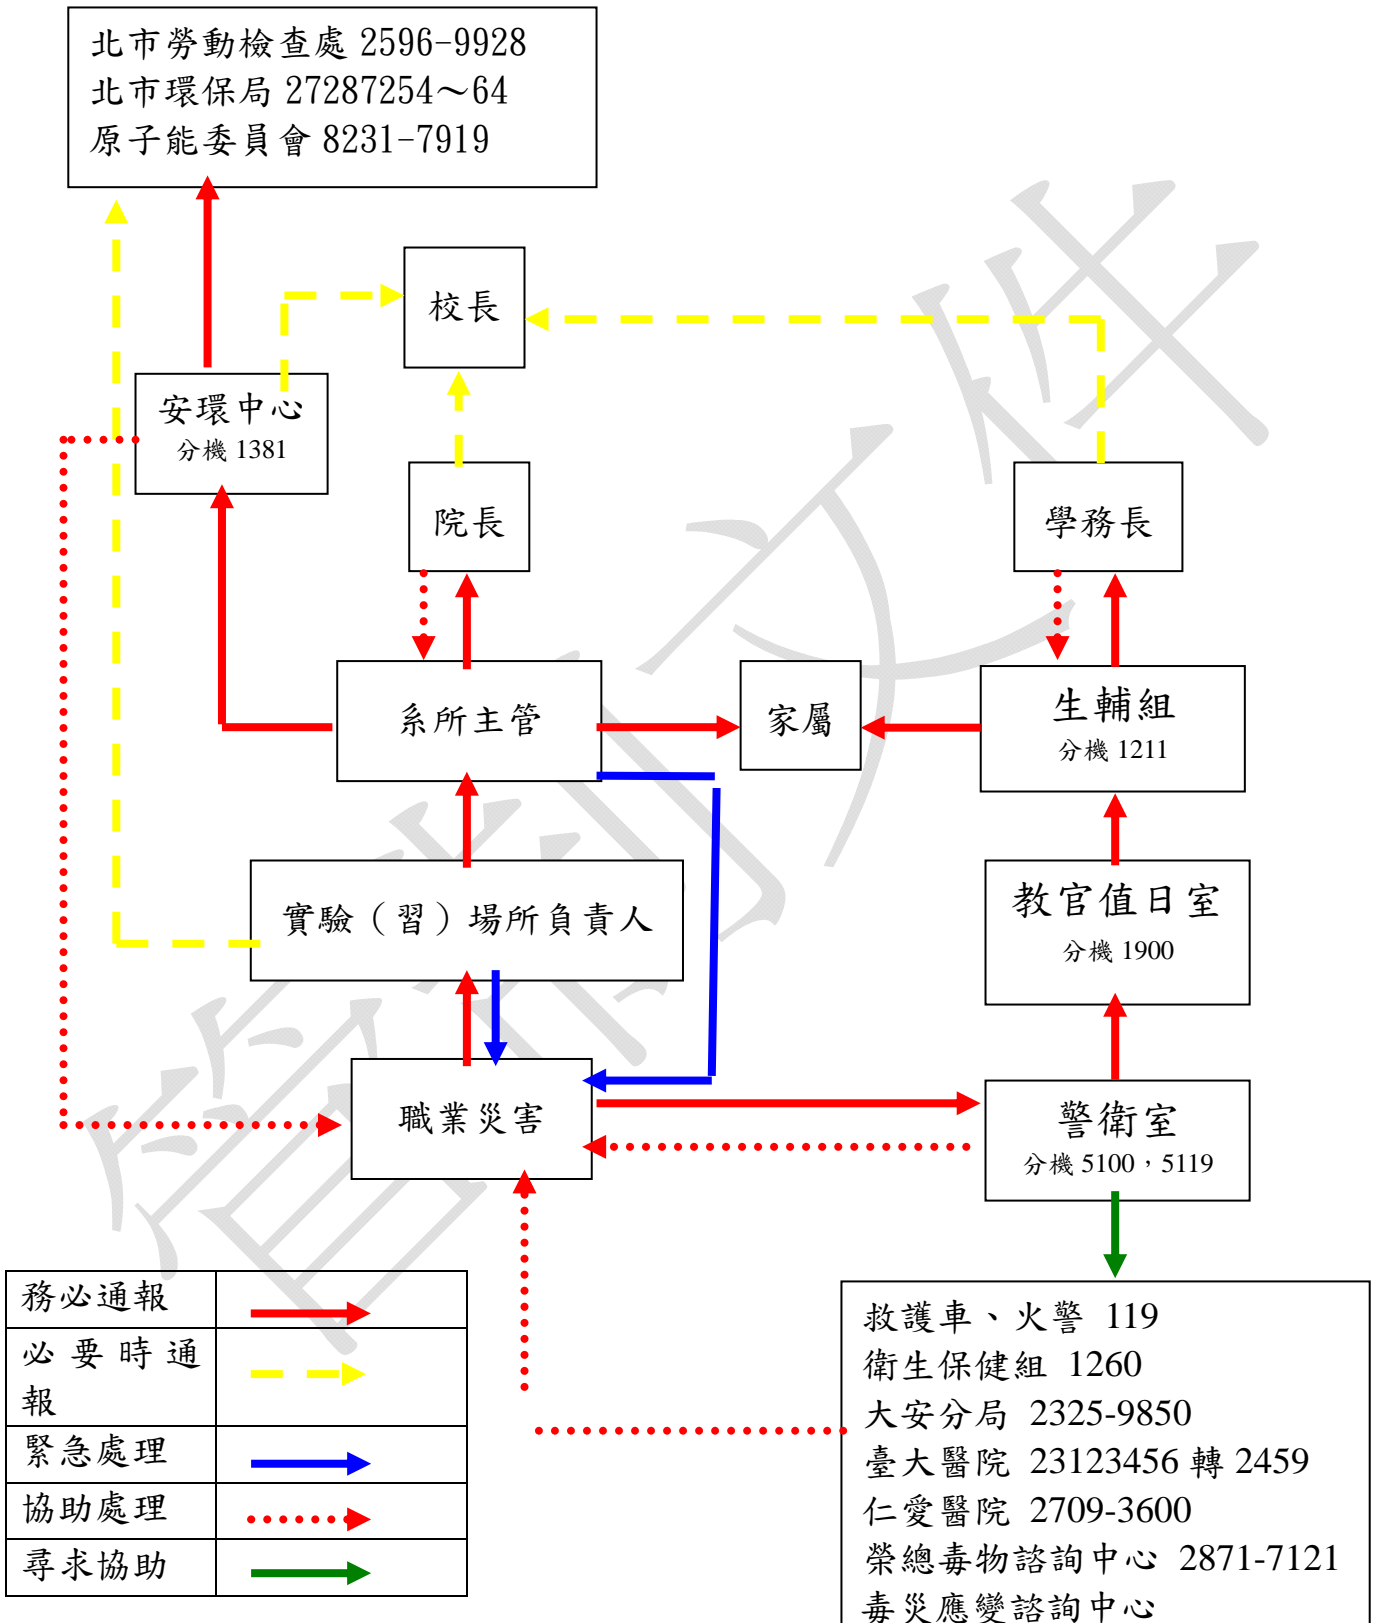 北市勞動檢查處 2596-9928
北市環保局 27287254～64
原子能委員會 8231-7919
校長
安環中心
分機 1381
院長
學務長
系所主管
家屬
生輔組
分機 1211
實驗（習）場所負責人
教官值日室
分機 1900
職業災害
警衛室
分機 5100，5119
務必通報
必要時通
報
緊急處理
協助處理
尋求協助
救護車、火警 119
衛生保健組 1260
大安分局 2325-9850
臺大醫院 23123456 轉 2459
仁愛醫院 2709-3600
榮總毒物諮詢中心 2871-7121
毒災應變諮詢中心
管制文件